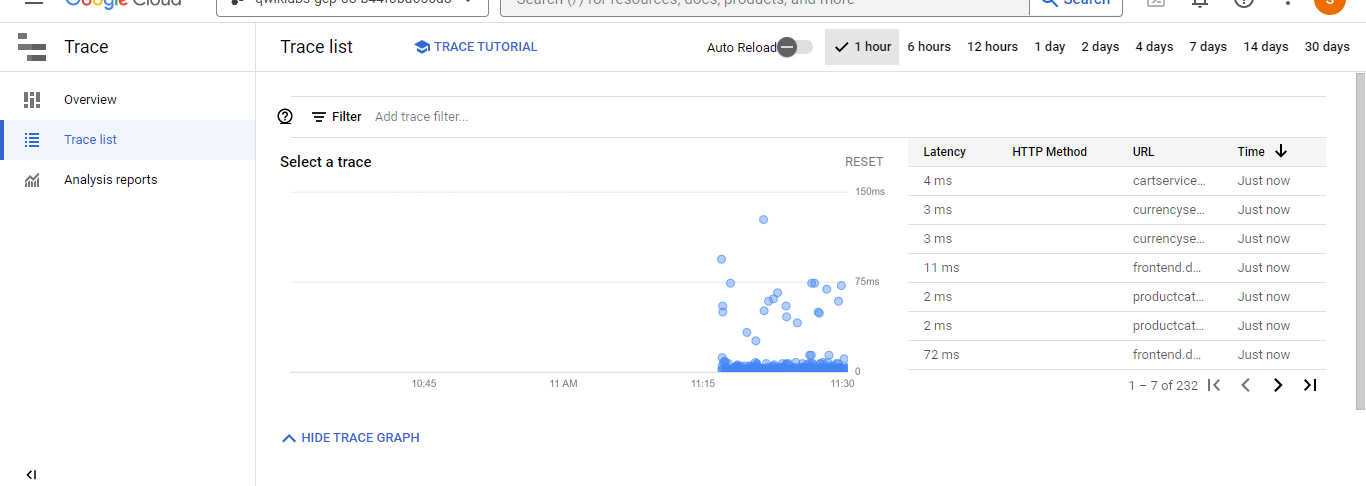 Google Cloud
Search (/) for resources, docs, products, and more
Search
S
Trace
Trace list
TRACE TUTORIAL
Auto Reload
1 hour
6 hours
12 hours
1 day
2 days
4 days
7 days
14 days
30 days
Overview
Trace list
Analysis reports
Filter
Add trace filter...
Select a trace
RESET
150ms
75ms
0
10:45
11 AM
11:15
11:30
Latency HTTP Method URL Time
4 ms cartservice... Just now
3 ms currencyse... Just now
3 ms currencyse... Just now
11 ms frontend.d... Just now
2 ms productcat... Just now
2 ms productcat... Just now
72 ms frontend.d... Just now
1 – 7 of 232
HIDE TRACE GRAPH